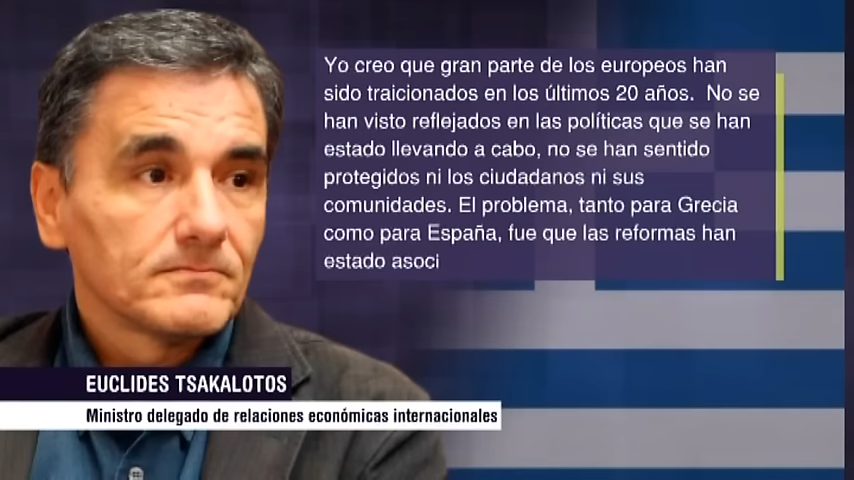 Yo creo que gran parte de los europeos han
sido traicionados en los últimos 20 años. No se
han visto reflejados en las políticas que se han
estado llevando a cabo, no se han sentido
protegidos ni los ciudadanos ni sus
comunidades. El problema, tanto para Grecia
como para España, fue que las reformas han
estado asoci
EUCLIDES TSAKALOTOS
Ministro delegado de relaciones económicas internacionales